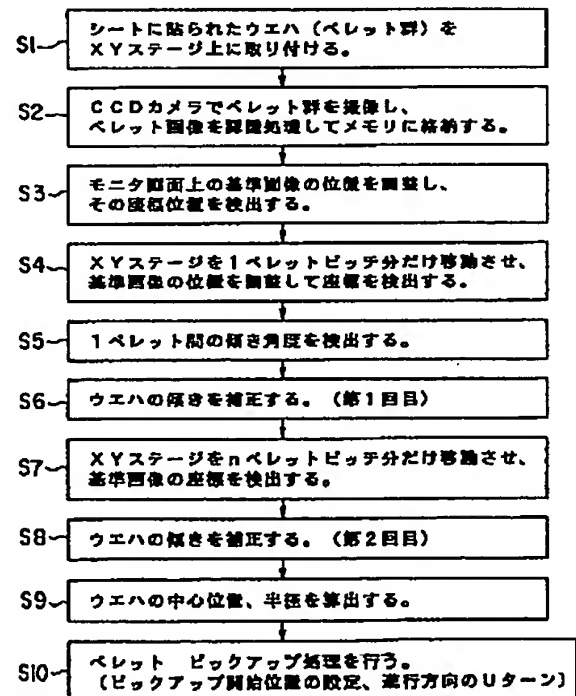 S1 シートに貼られたウエハ（ペレット群）を
XYステージ上に取り付ける。
S2 CCDカメラでペレット群を撮像し、
ペレット画像を認識処理してメモリに格納する。
S3 モニタ画面上の基準画像の位置を調整し、
その座標位置を検出する。
S4 XYステージを1ペレットピッチ分だけ移動させ、
基準画像の位置を調整して座標を検出する。
S5 1ペレット間の傾き角度を検出する。
S6 ウエハの傾きを補正する。（第1回目）
S7 XYステージをnペレットピッチ分だけ移動させ、
基準画像の座標を検出する。
S8 ウエハの傾きを補正する。（第2回目）
S9 ウエハの中心位置、半径を算出する。
S10 ペレット　ピックアップ処理を行う。
（ピックアップ開始位置の設定、進行方向のUターン）